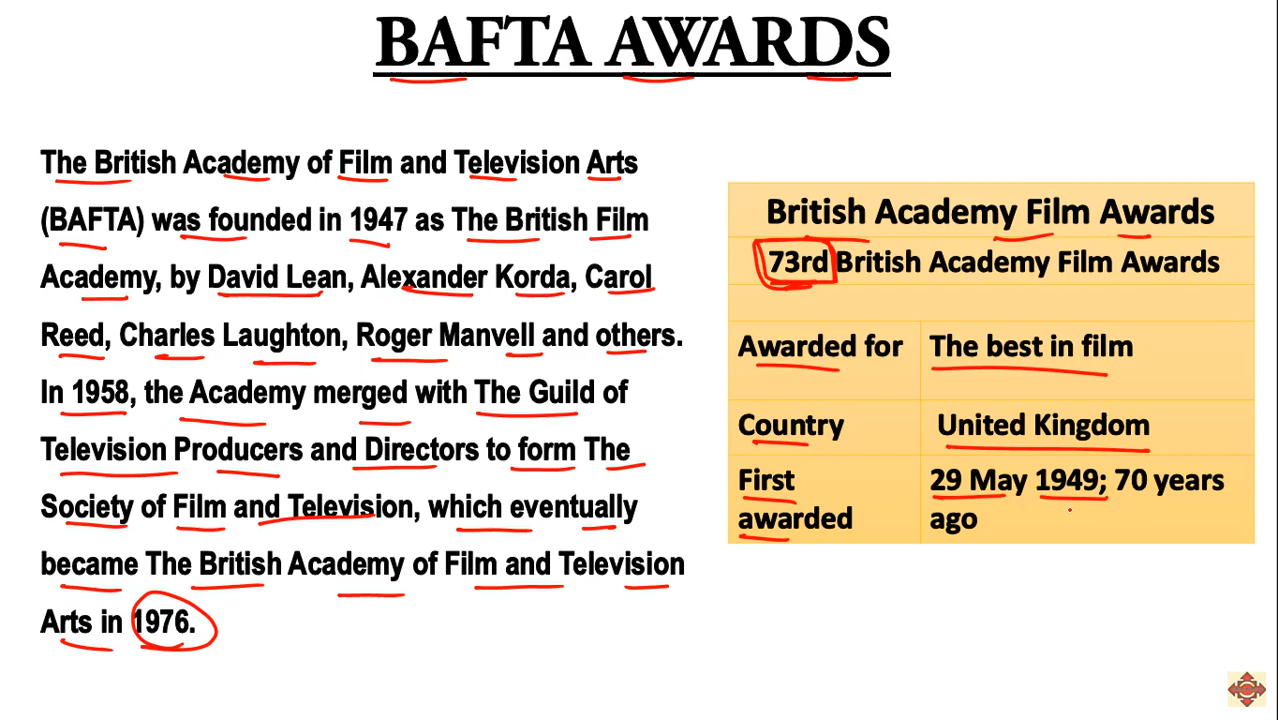 BAFTA AWARDS
The British Academy of Film and Television Arts
(BAFTA) was founded in 1947 as The British Film
Academy, by David Lean, Alexander Korda, Carol
Reed, Charles Laughton, Roger Manvell and others.
In 1958, the Academy merged with The Guild of
Television Producers and Directors to form The
Society of Film and Television, which eventually
became The British Academy of Film and Television
Arts in 1976.
British Academy Film Awards
73rd British Academy Film Awards
Awarded for The best in film
Country United Kingdom
First 29 May 1949; 70 years
awarded ago